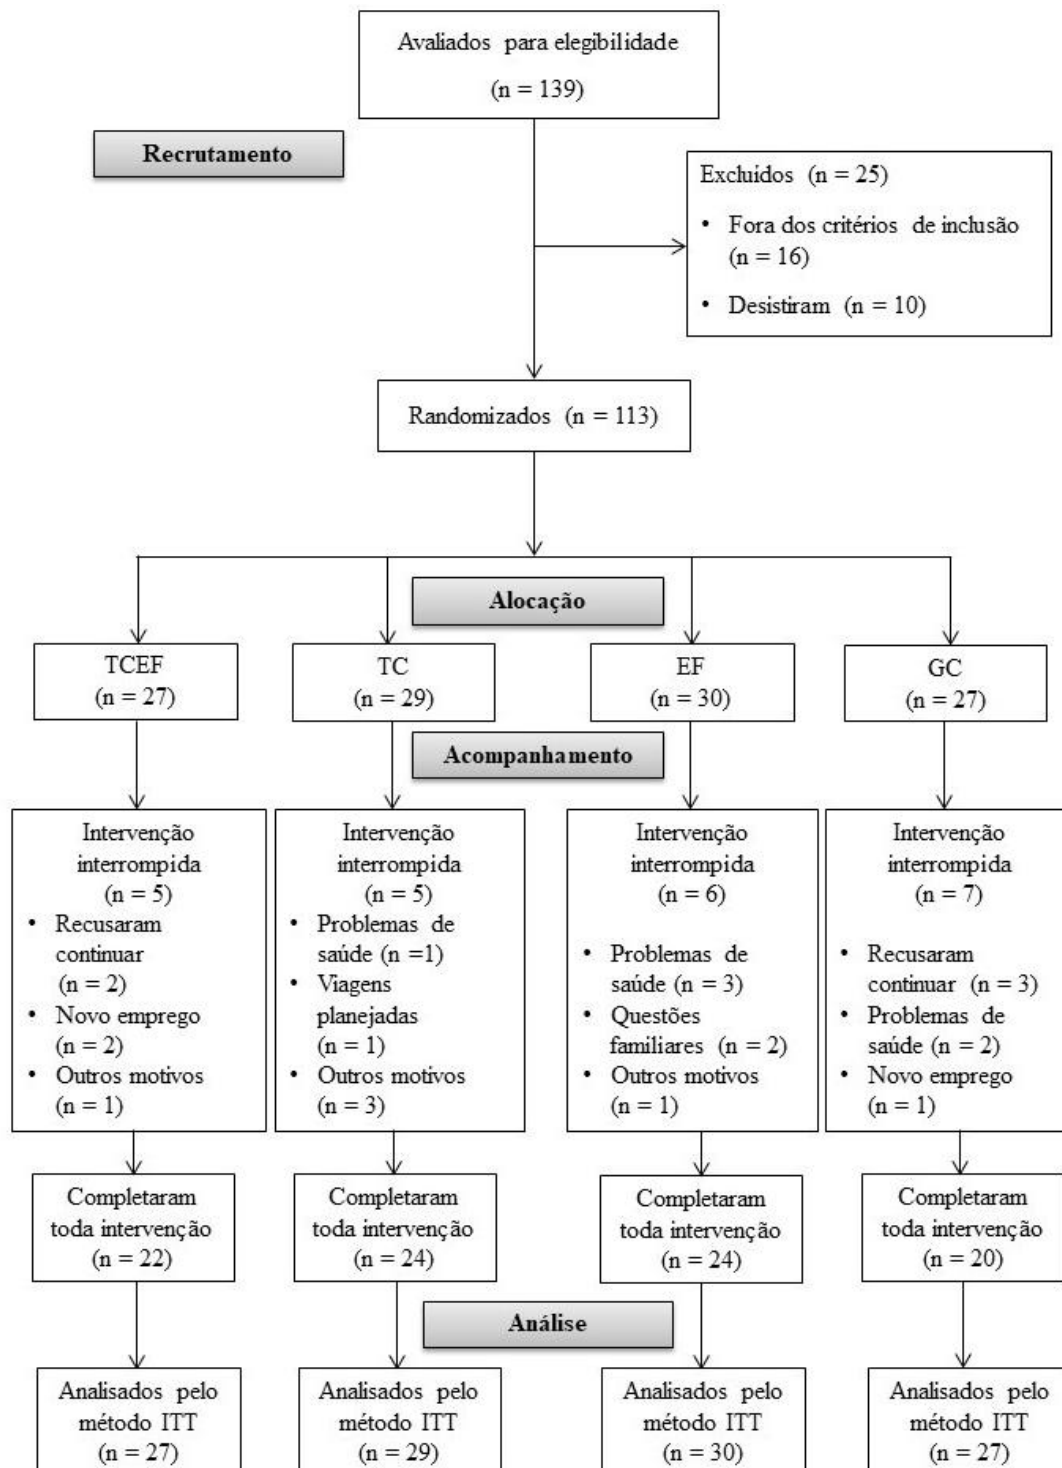 Avaliados para elegibilidade
(n = 139)
Recrutamento
Excluídos (n = 25)
• Fora dos critérios de inclusão
(n = 16)
• Desistiram (n = 10)
Randomizados (n = 113)
Alocação
TCEF
(n = 27)
TC
(n = 29)
EF
(n = 30)
GC
(n = 27)
Acompanhamento
Intervenção
interrompida
(n = 5)
• Recusaram
continuar
(n = 2)
• Novo emprego
(n = 2)
• Outros motivos
(n = 1)
Intervenção
interrompida
(n = 5)
• Problemas de
saúde (n =1)
• Viagens
planejadas
(n = 1)
• Outros motivos
(n = 3)
Intervenção
interrompida
(n = 6)
• Problemas de
saúde (n = 3)
• Questões
familiares (n = 2)
• Outros motivos
(n = 1)
Intervenção
interrompida
(n = 7)
• Recusaram
continuar (n = 3)
• Problemas de
saúde (n = 2)
• Novo emprego
(n = 1)
Completaram
toda intervenção
(n = 22)
Completaram
toda intervenção
(n = 24)
Completaram
toda intervenção
(n = 24)
Completaram
toda intervenção
(n = 20)
Análise
Analisados pelo
método ITT
(n = 27)
Analisados pelo
método ITT
(n = 29)
Analisados pelo
método ITT
(n = 30)
Analisados pelo
método ITT
(n = 27)